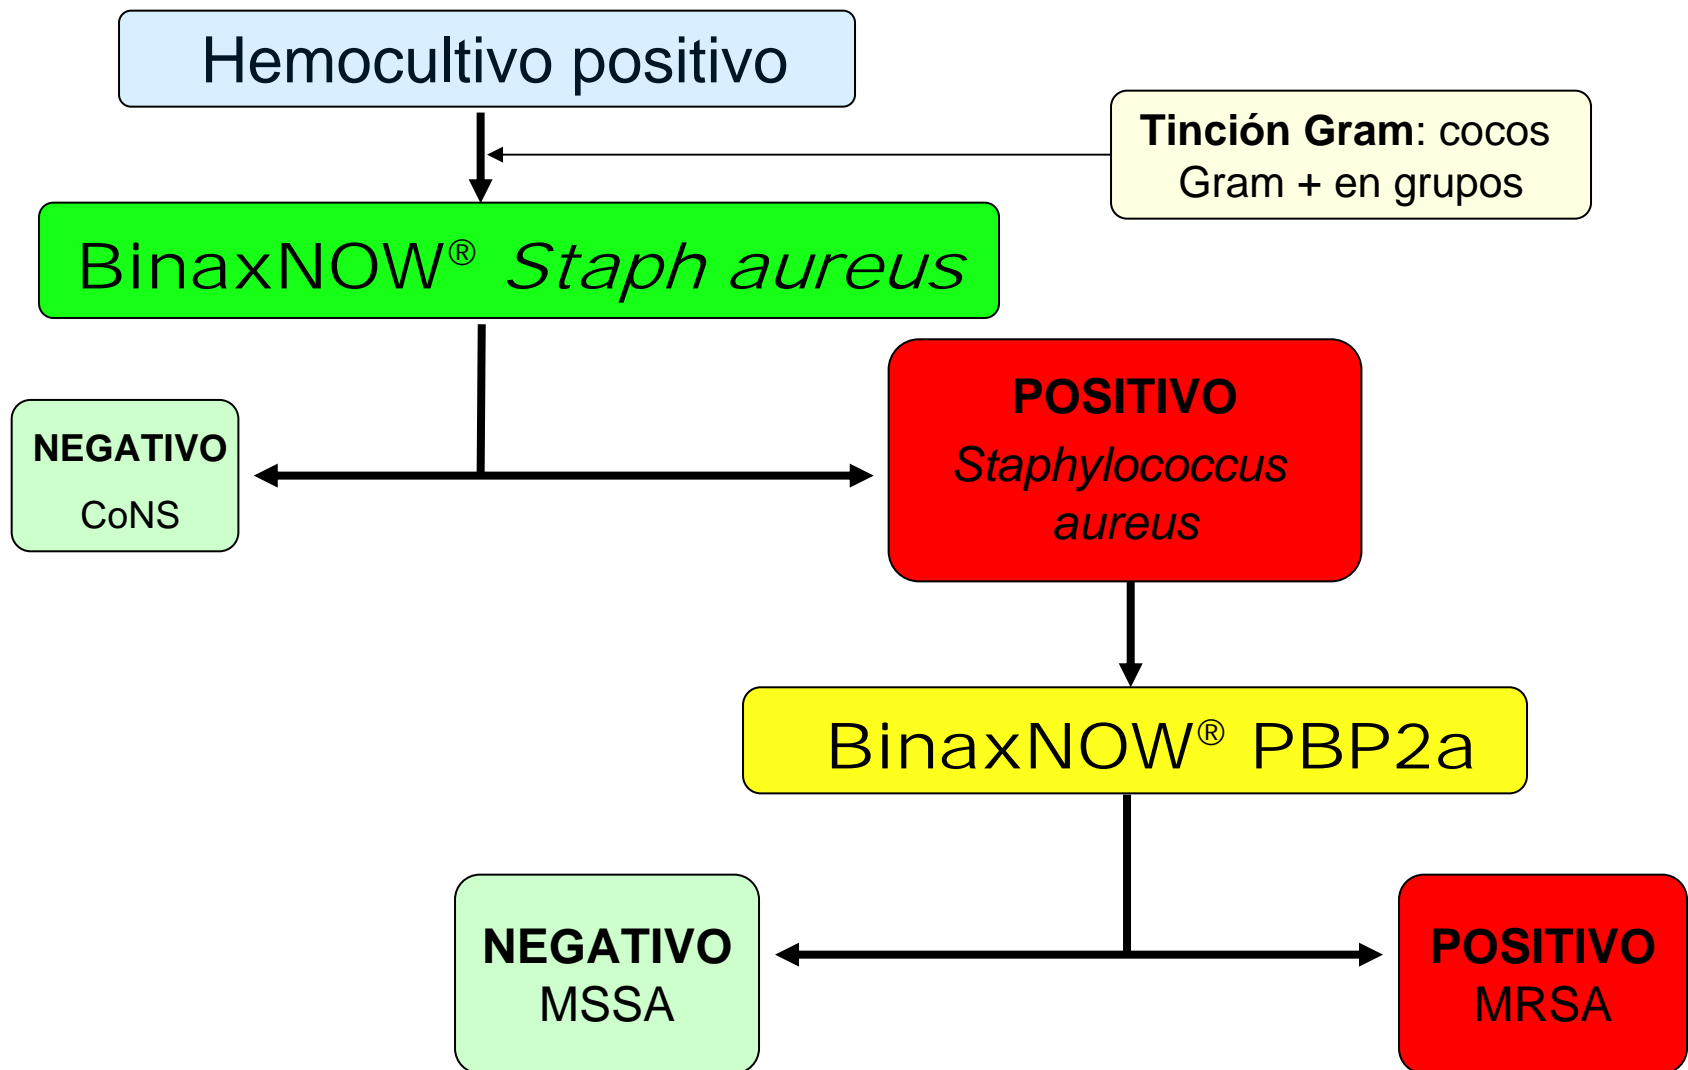 Hemocultivo positivo
Tinción Gram: cocos
Gram + en grupos
BinaxNOW® Staph aureus
POSITIVO
Staphylococcus
aureus
NEGATIVO
CoNS
BinaxNOW® PBP2a
NEGATIVO
MSSA
POSITIVO
MRSA